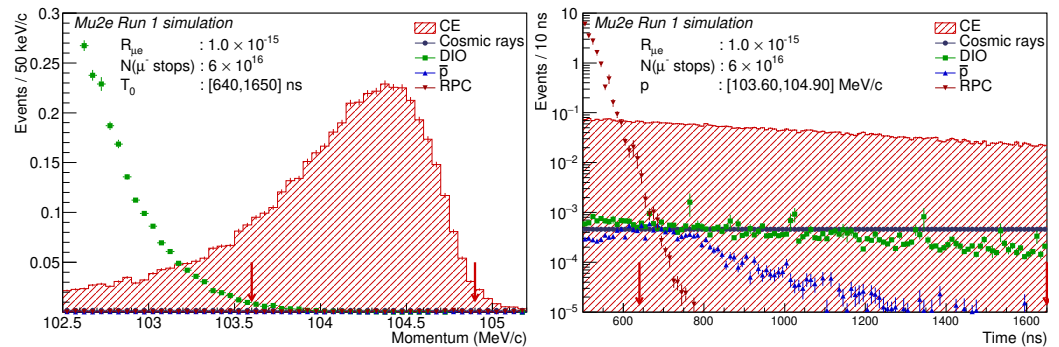 Mu2e Run 1 simulation
R_μe : 1.0 × 10^-15
N(μ^- stops) : 6 × 10^16
T_0 : [640,1650] ns
CE
Cosmic rays
DIO
p̅
RPC
Events / 50 keV/c
0.3
0.25
0.2
0.15
0.1
0.05
102.5 103 103.5 104 104.5 105
Momentum (MeV/c)
Mu2e Run 1 simulation
R_μe : 1.0 × 10^-15
N(μ^- stops) : 6 × 10^16
p : [103.60,104.90] MeV/c
CE
Cosmic rays
DIO
p̅
RPC
Events / 10 ns
10
1
10^-1
10^-2
10^-3
10^-4
10^-5
600 800 1000 1200 1400 1600
Time (ns)